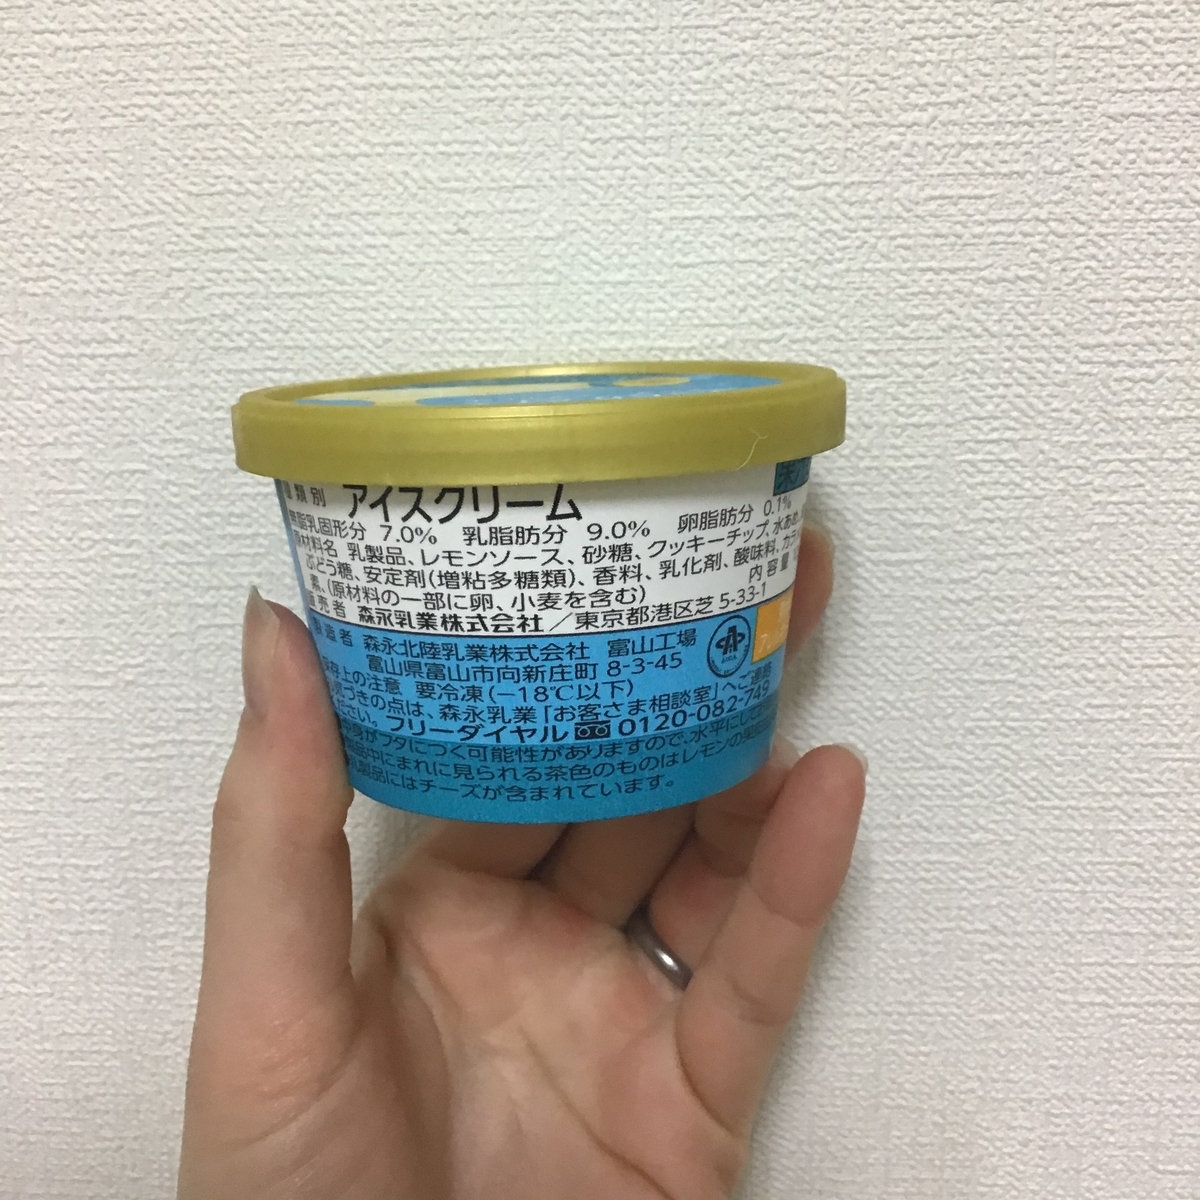 類別 アイスクリーム
無脂乳固形分 7.0% 乳脂肪分 9.0% 卵脂肪分 0.1%
原材料名 乳製品、レモンソース、砂糖、クッキーチップ、水あめ、
ぶどう糖、安定剤(増粘多糖類)、香料、乳化剤、酸味料、カラ
素、(原材料の一部に卵、小麦を含む) 内容量
販売者 森永乳業株式会社/東京都港区芝 5-33-1
製造者 森永北陸乳業株式会社 富山工場
富山県富山市向新庄町 8-3-45
保存上の注意 要冷凍(−18℃以下)
づきの点は、森永乳業「お客さま相談室」へご連絡
ださい。フリーダイヤル 0120-082-749
中身がフタにつく可能性がありますので、水平にして
製品中にまれに見られる茶色のものはレモンの果
乳製品にはチーズが含まれています。